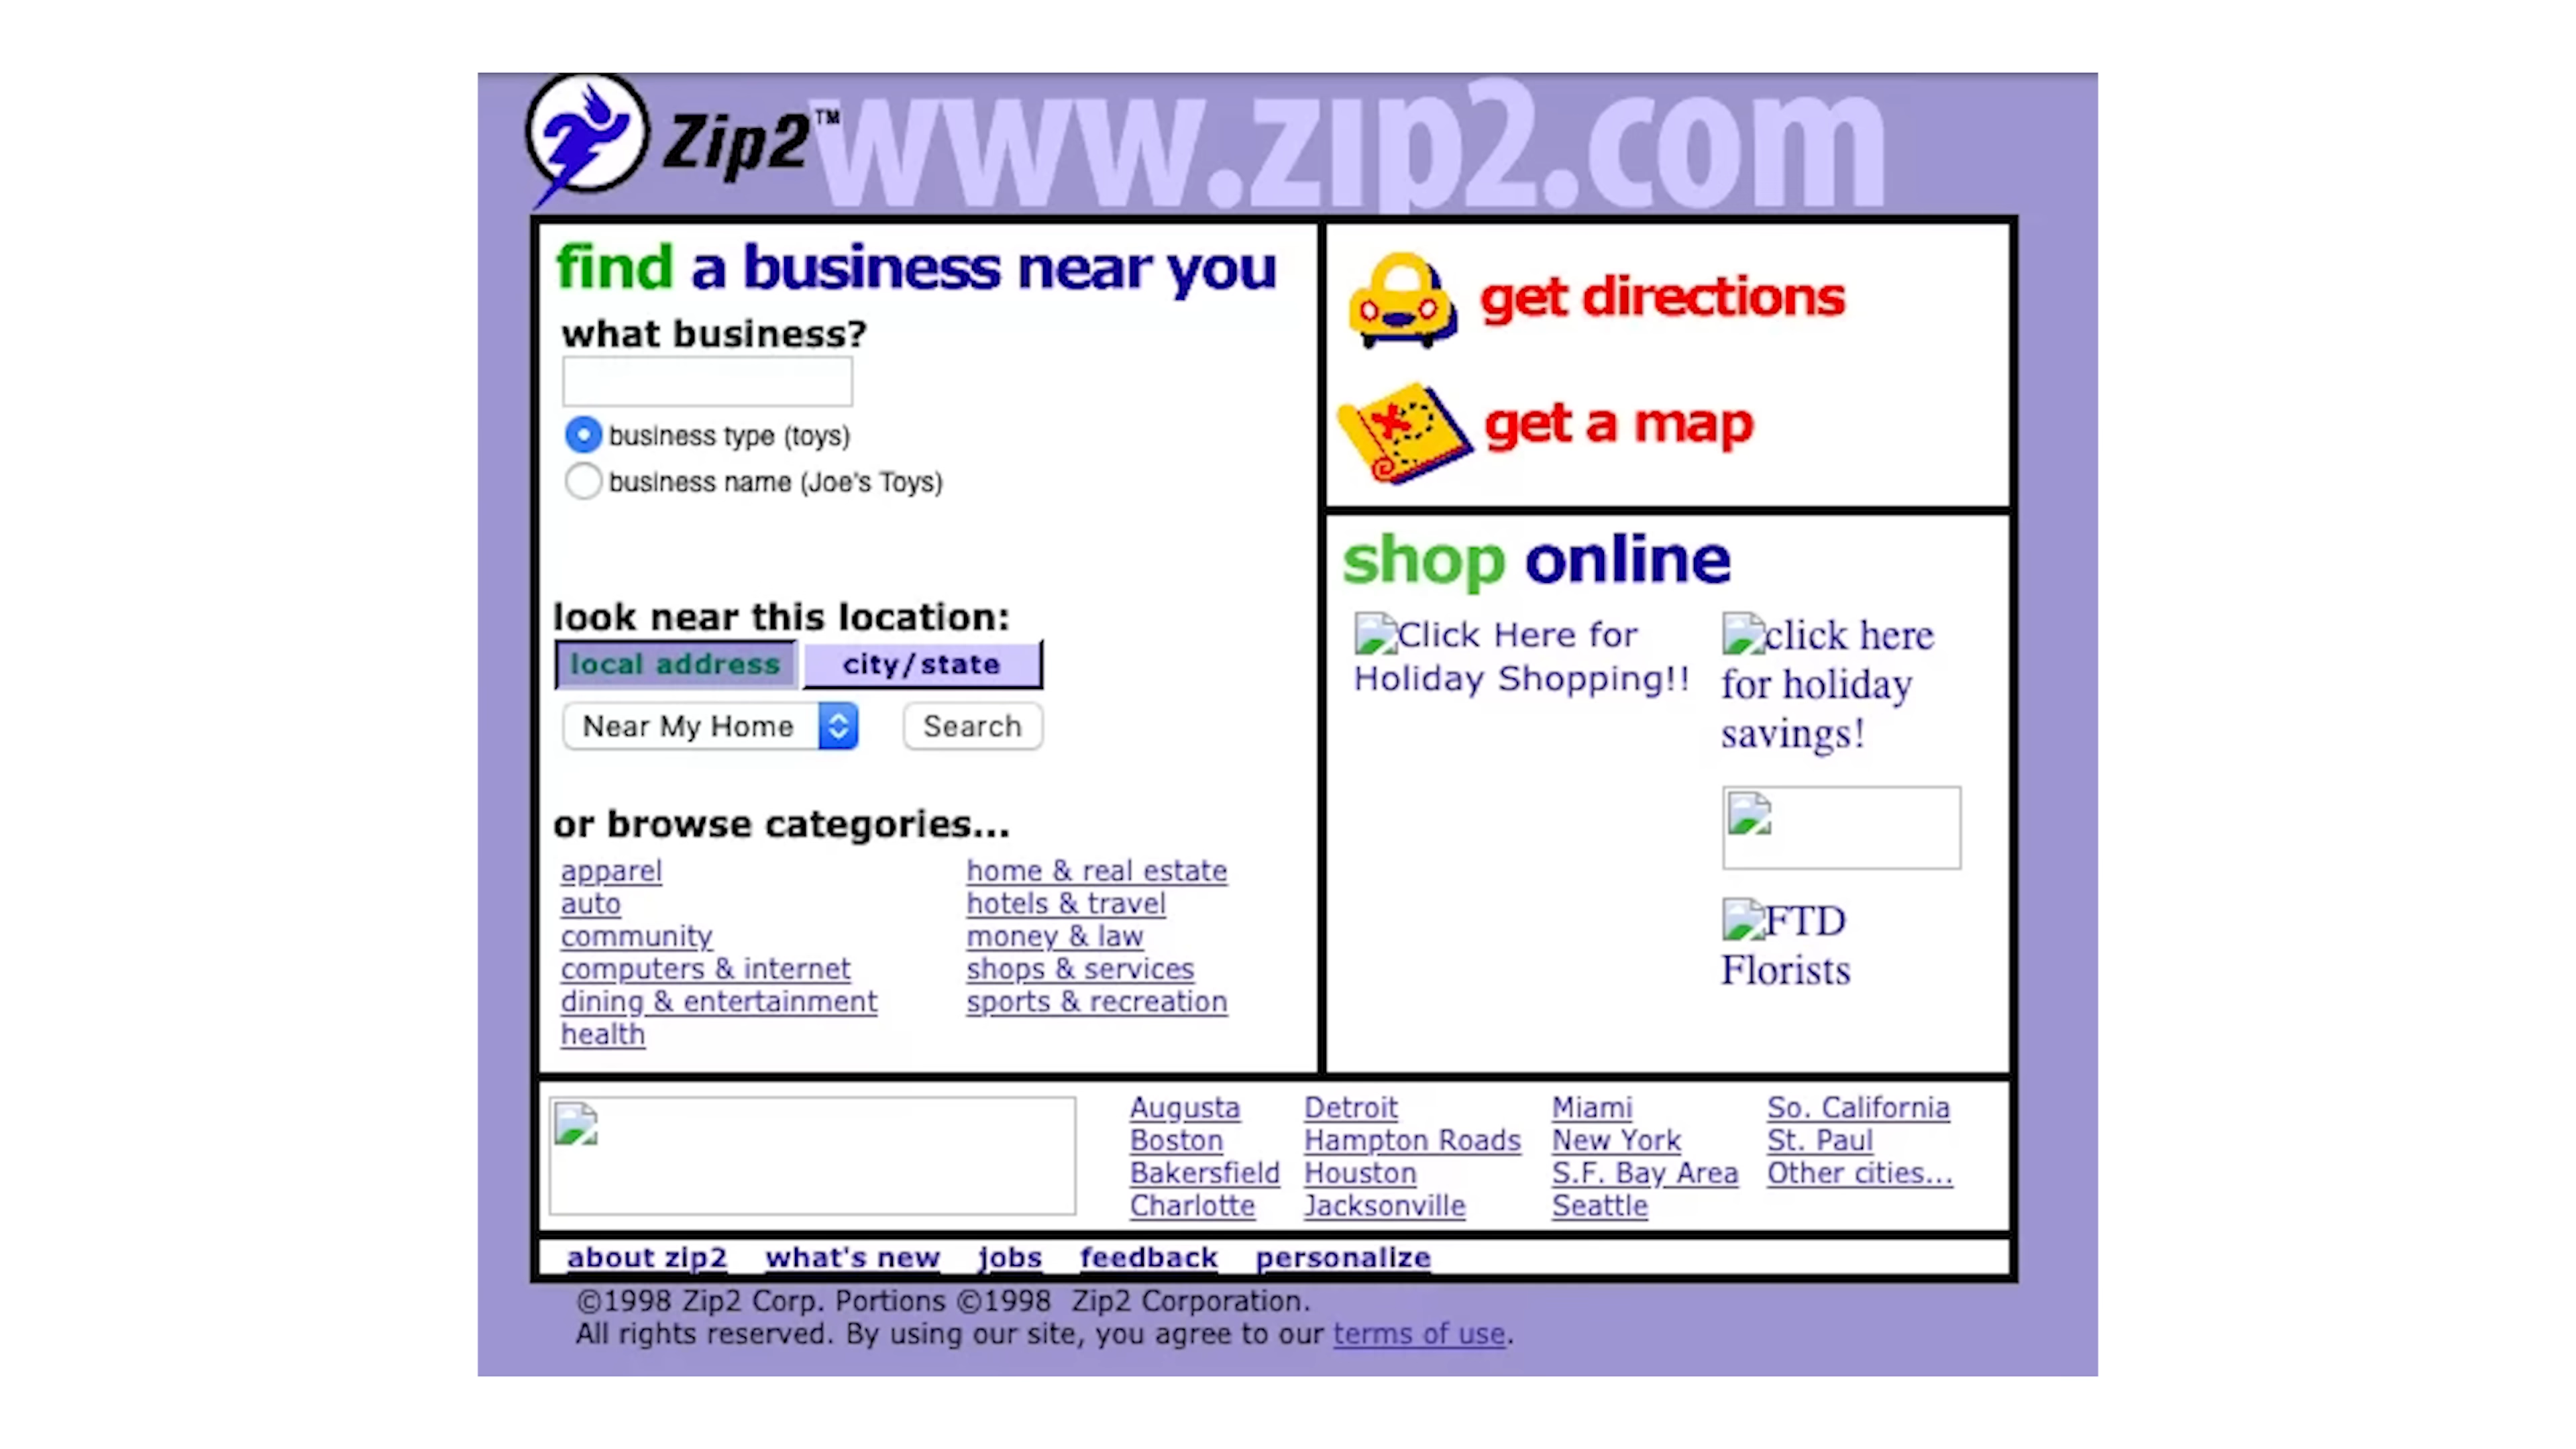 Zip2™
www.zip2.com
find a business near you
what business?
business type (toys)
business name (Joe's Toys)
look near this location:
local address
city/state
Near My Home
Search
or browse categories...
apparel
auto
community
computers & internet
dining & entertainment
health
home & real estate
hotels & travel
money & law
shops & services
sports & recreation
get directions
get a map
shop online
Click Here for
Holiday Shopping!!
click here
for holiday
savings!
FTD
Florists
Augusta
Boston
Bakersfield
Charlotte
Detroit
Hampton Roads
Houston
Jacksonville
Miami
New York
S.F. Bay Area
Seattle
So. California
St. Paul
Other cities...
about zip2 what's new jobs feedback personalize
©1998 Zip2 Corp. Portions ©1998 Zip2 Corporation.
All rights reserved. By using our site, you agree to our terms of use.